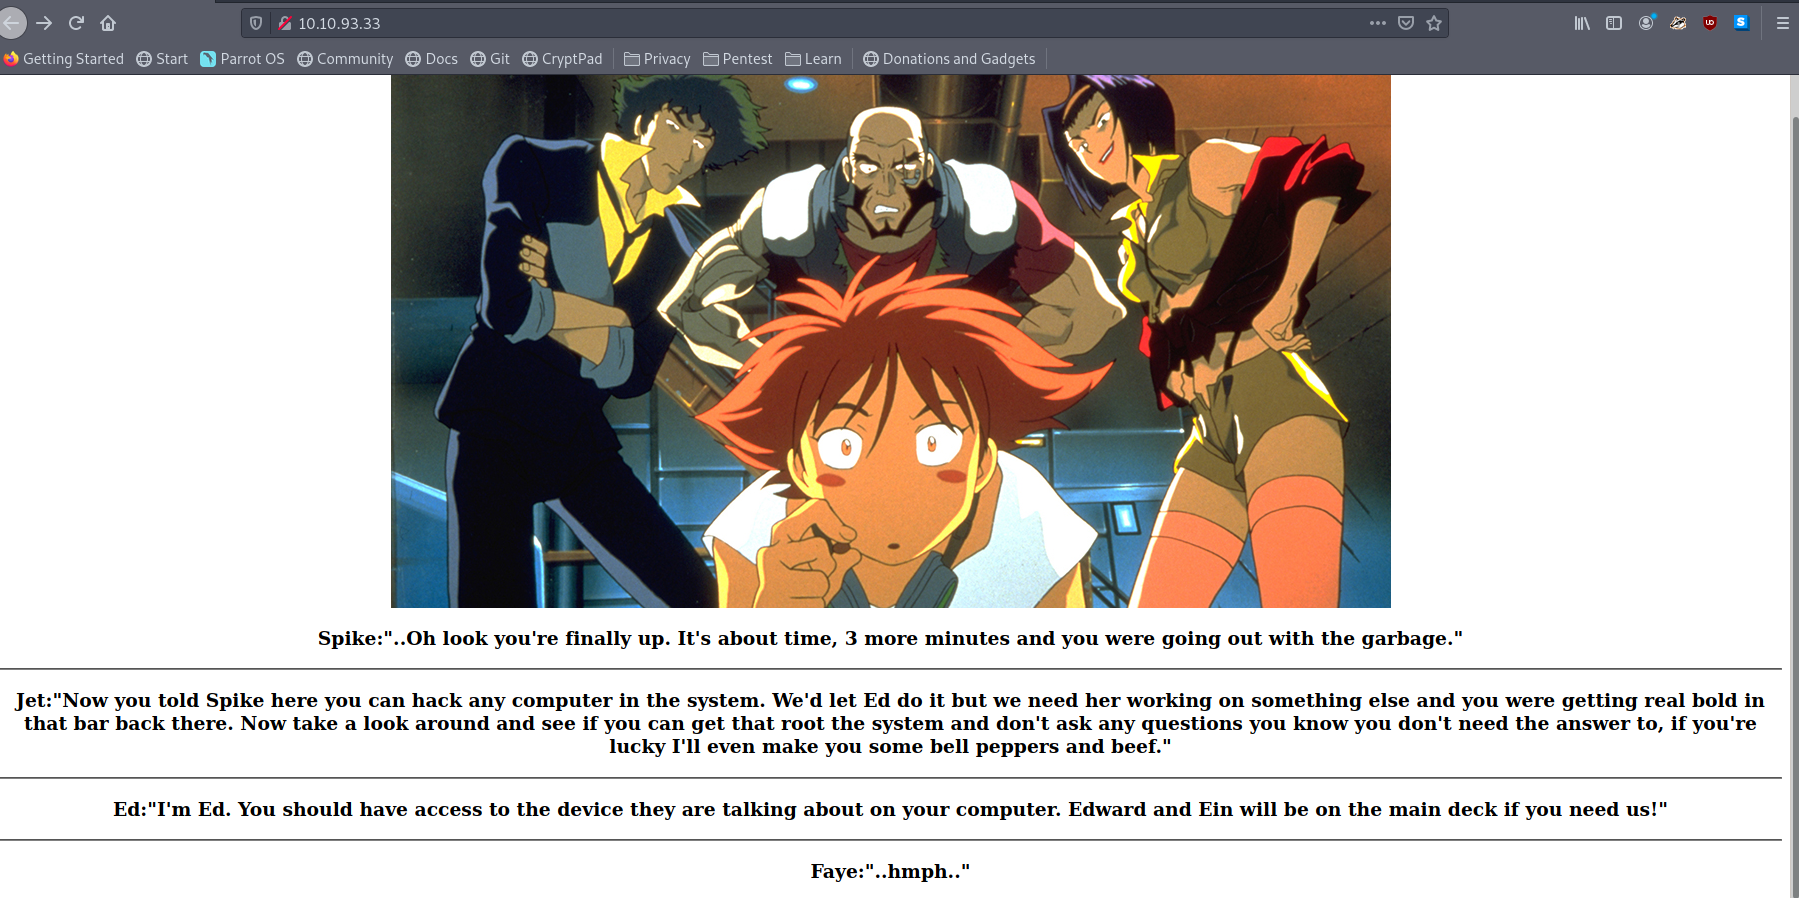 10.10.93.33
Getting Started Start Parrot OS Community Docs Git CryptPad Privacy Pentest Learn Donations and Gadgets
Spike:"..Oh look you're finally up. It's about time, 3 more minutes and you were going out with the garbage."
Jet:"Now you told Spike here you can hack any computer in the system. We'd let Ed do it but we need her working on something else and you were getting real bold in
that bar back there. Now take a look around and see if you can get that root the system and don't ask any questions you know you don't need the answer to, if you're
lucky I'll even make you some bell peppers and beef."
Ed:"I'm Ed. You should have access to the device they are talking about on your computer. Edward and Ein will be on the main deck if you need us!"
Faye:"..hmph.."